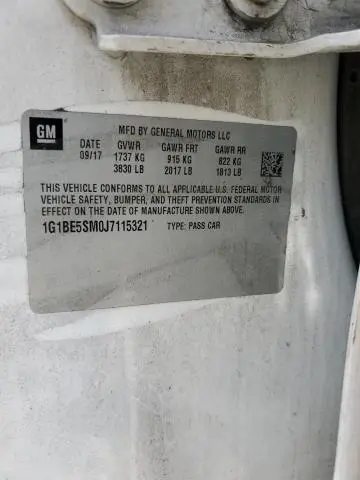 GM
MFD BY GENERAL MOTORS LLC
DATE GVWR GAWR FRT GAWR RR
09/17 1737 KG 915 KG 822 KG
3830 LB 2017 LB 1813 LB
THIS VEHICLE CONFORMS TO ALL APPLICABLE U.S. FEDERAL MOTOR
VEHICLE SAFETY, BUMPER, AND THEFT PREVENTION STANDARDS
IN EFFECT ON THE DATE OF MANUFACTURE SHOWN ABOVE.
1G1BE5SM0J7115321 TYPE: PASS CAR